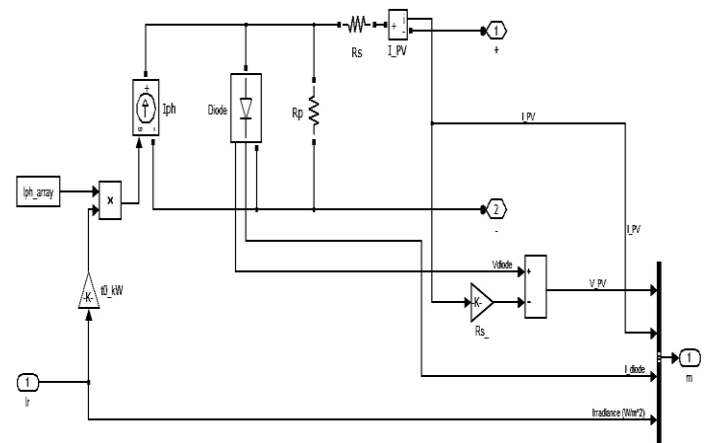 Rs
I_PV
1
+
+
i
-
+
s
-
Iph
Diode
Rp
I_PV
Iph_array
×
2
-
I_PV
Vdiode
+
-
V_PV
-K-
t0_kW
-K-
Rs_
1
Ir
I_diode
1
m
Irradiance (W/m^2)